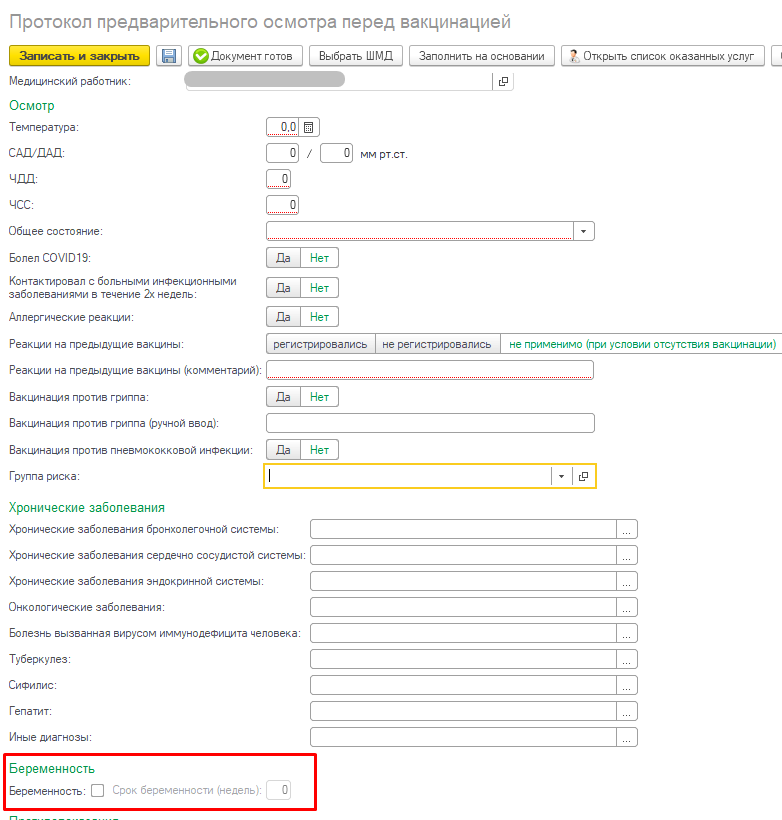 Протокол предварительного осмотра перед вакцинацией
Записать и закрыть Документ готов Выбрать ШМД Заполнить на основании Открыть список оказанных услуг
Медицинский работник:
Осмотр
Температура: 0,0
САД/ДАД: 0 / 0 мм рт.ст.
ЧДД: 0
ЧСС: 0
Общее состояние:
Болел COVID19: Да Нет
Контактировал с больными инфекционными
заболеваниями в течение 2х недель: Да Нет
Аллергические реакции: Да Нет
Реакции на предыдущие вакцины: регистрировались не регистрировались не применимо (при условии отсутствия вакцинации)
Реакции на предыдущие вакцины (комментарий):
Вакцинация против гриппа: Да Нет
Вакцинация против гриппа (ручной ввод):
Вакцинация против пневмококковой инфекции: Да Нет
Группа риска:
Хронические заболевания
Хронические заболевания бронхолегочной системы: ...
Хронические заболевания сердечно сосудистой системы: ...
Хронические заболевания эндокринной системы: ...
Онкологические заболевания: ...
Болезнь вызванная вирусом иммунодефицита человека: ...
Туберкулез: ...
Сифилис: ...
Гепатит: ...
Иные диагнозы: ...
Беременность
Беременность: Срок беременности (недель): 0